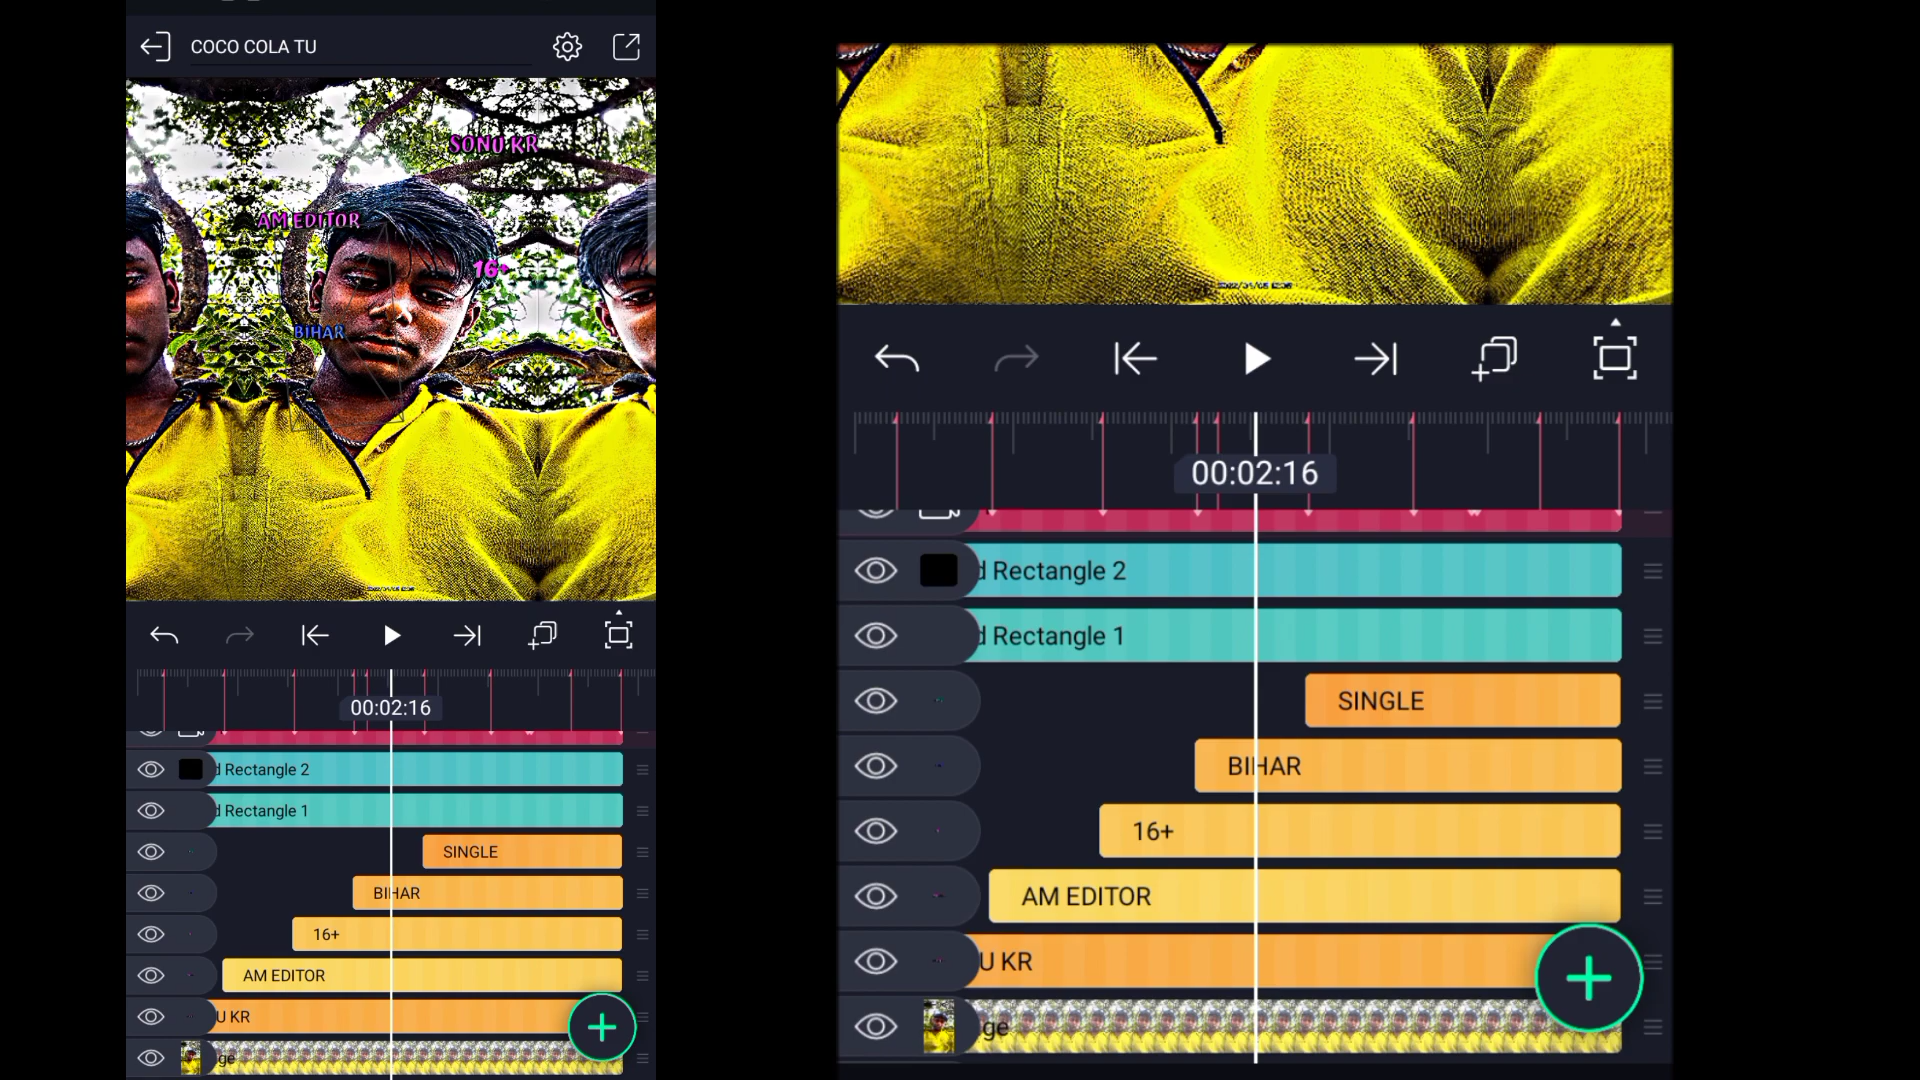 COCO COLA TU
SONU KR
AM EDITOR
16+
BIHAR
00:02:16
d Rectangle 2
d Rectangle 1
SINGLE
BIHAR
16+
AM EDITOR
U KR
ge
00:02:16
d Rectangle 2
d Rectangle 1
SINGLE
BIHAR
16+
AM EDITOR
U KR
ge